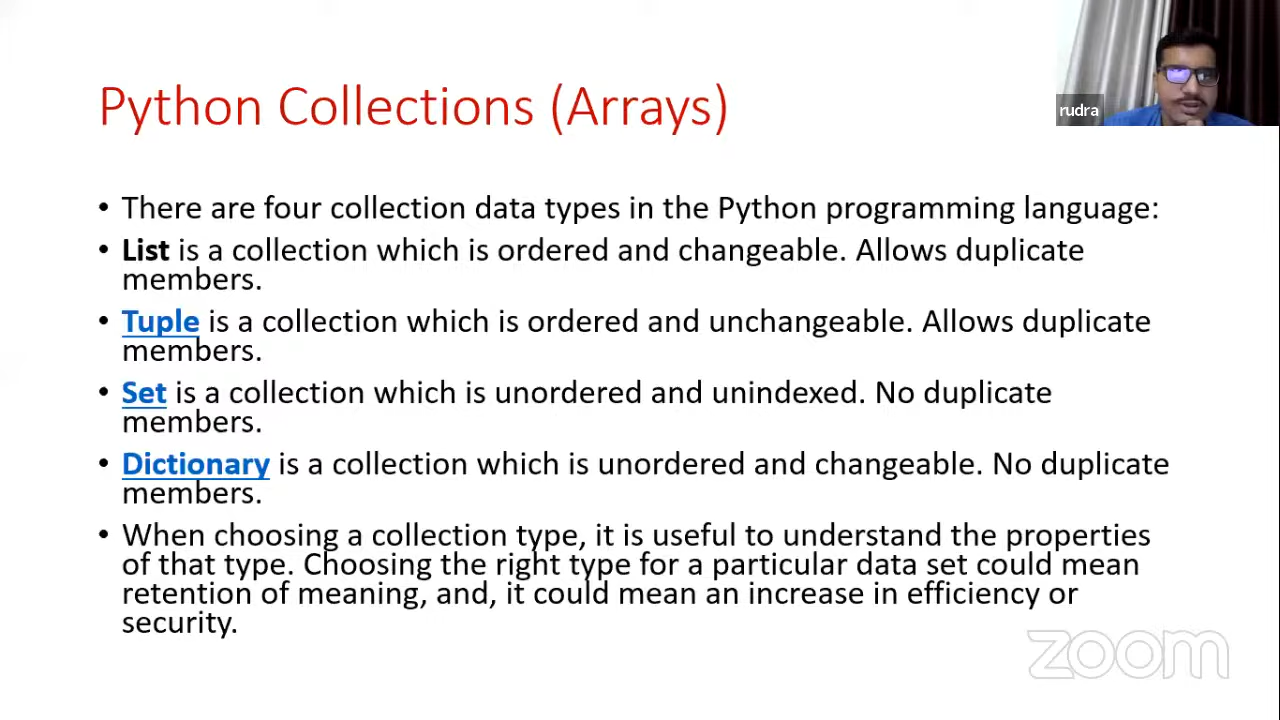 Python Collections (Arrays)
rudra
• There are four collection data types in the Python programming language:
• List is a collection which is ordered and changeable. Allows duplicate
members.
• Tuple is a collection which is ordered and unchangeable. Allows duplicate
members.
• Set is a collection which is unordered and unindexed. No duplicate
members.
• Dictionary is a collection which is unordered and changeable. No duplicate
members.
• When choosing a collection type, it is useful to understand the properties
of that type. Choosing the right type for a particular data set could mean
retention of meaning, and, it could mean an increase in efficiency or
security.
zoom